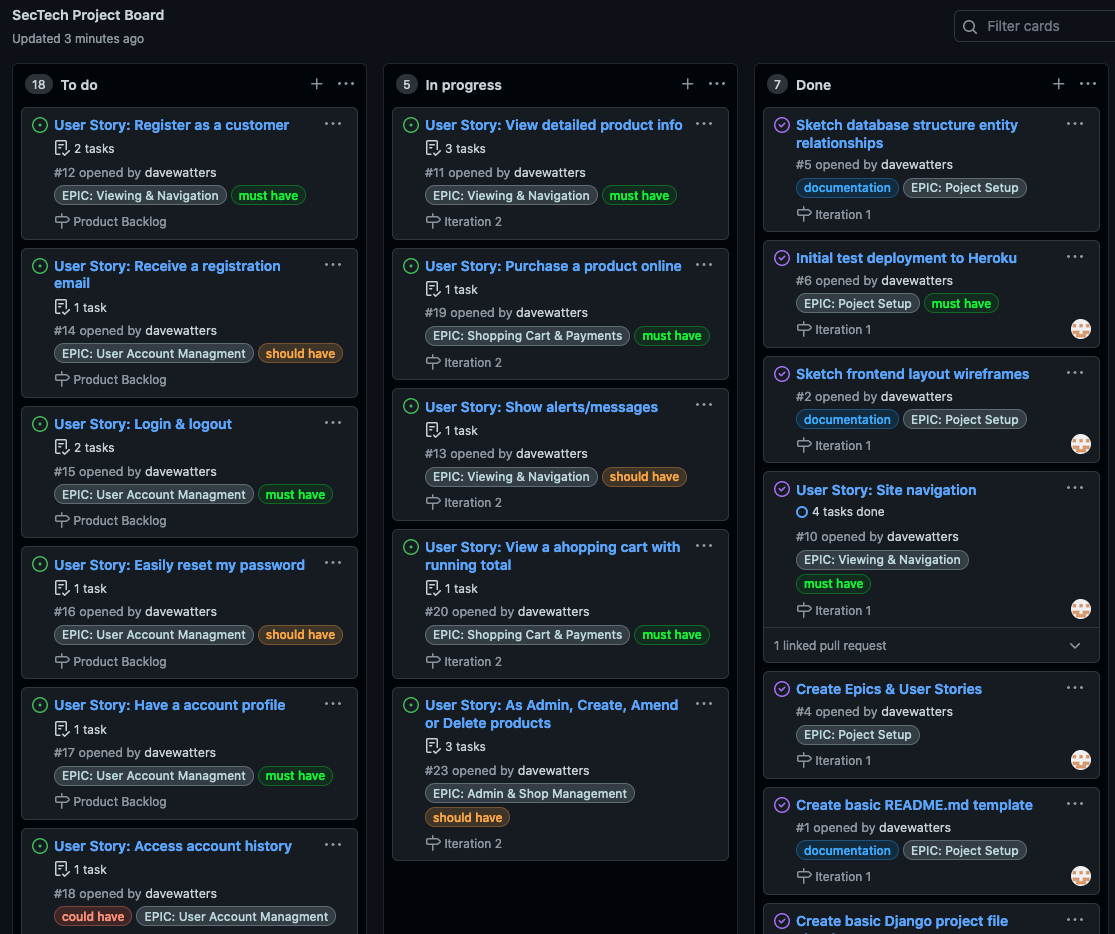 SecTech Project Board
Updated 3 minutes ago
Filter cards
18 To do
User Story: Register as a customer
2 tasks
#12 opened by davewatters
EPIC: Viewing & Navigation must have
Product Backlog
User Story: Receive a registration
email
1 task
#14 opened by davewatters
EPIC: User Account Managment should have
Product Backlog
User Story: Login & logout
2 tasks
#15 opened by davewatters
EPIC: User Account Managment must have
Product Backlog
User Story: Easily reset my password
1 task
#16 opened by davewatters
EPIC: User Account Managment should have
Product Backlog
User Story: Have a account profile
1 task
#17 opened by davewatters
EPIC: User Account Managment must have
Product Backlog
User Story: Access account history
1 task
#18 opened by davewatters
could have EPIC: User Account Managment
5 In progress
User Story: View detailed product info
3 tasks
#11 opened by davewatters
EPIC: Viewing & Navigation must have
Iteration 2
User Story: Purchase a product online
1 task
#19 opened by davewatters
EPIC: Shopping Cart & Payments must have
Iteration 2
User Story: Show alerts/messages
1 task
#13 opened by davewatters
EPIC: Viewing & Navigation should have
Iteration 2
User Story: View a ahopping cart with
running total
1 task
#20 opened by davewatters
EPIC: Shopping Cart & Payments must have
Iteration 2
User Story: As Admin, Create, Amend
or Delete products
3 tasks
#23 opened by davewatters
EPIC: Admin & Shop Management
should have
Iteration 2
7 Done
Sketch database structure entity
relationships
#5 opened by davewatters
documentation EPIC: Poject Setup
Iteration 1
Initial test deployment to Heroku
#6 opened by davewatters
EPIC: Poject Setup must have
Iteration 1
Sketch frontend layout wireframes
#2 opened by davewatters
documentation EPIC: Poject Setup
Iteration 1
User Story: Site navigation
4 tasks done
#10 opened by davewatters
EPIC: Viewing & Navigation
must have
Iteration 1
1 linked pull request
Create Epics & User Stories
#4 opened by davewatters
EPIC: Poject Setup
Iteration 1
Create basic README.md template
#1 opened by davewatters
documentation EPIC: Poject Setup
Iteration 1
Create basic Django project file